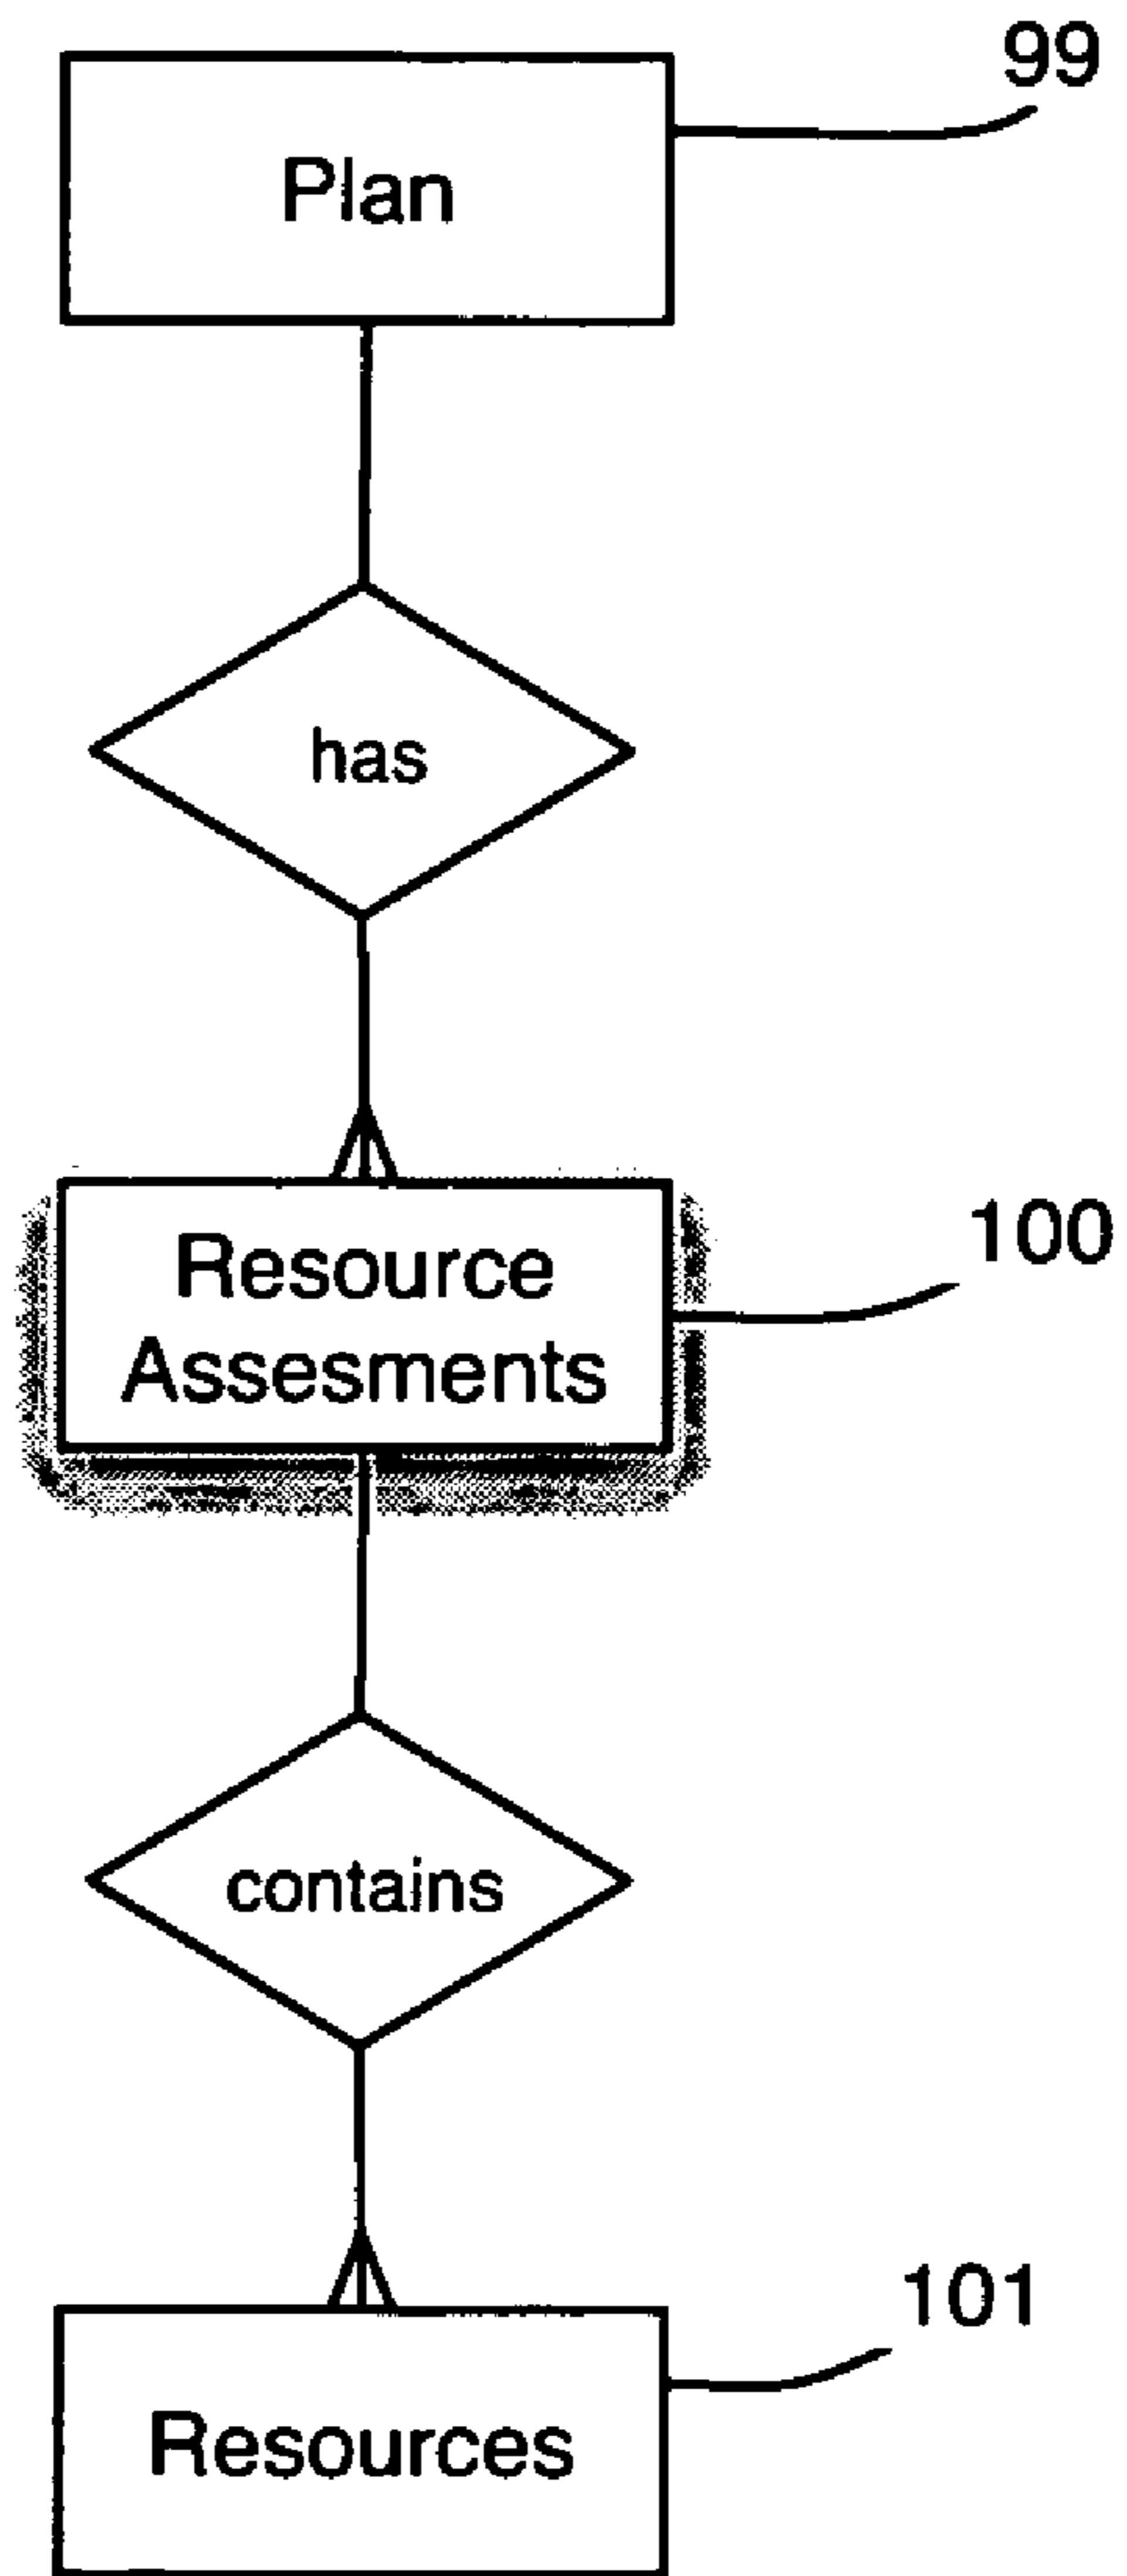 99
Plan
has
100
Resource
Assesments
contains
101
Resources